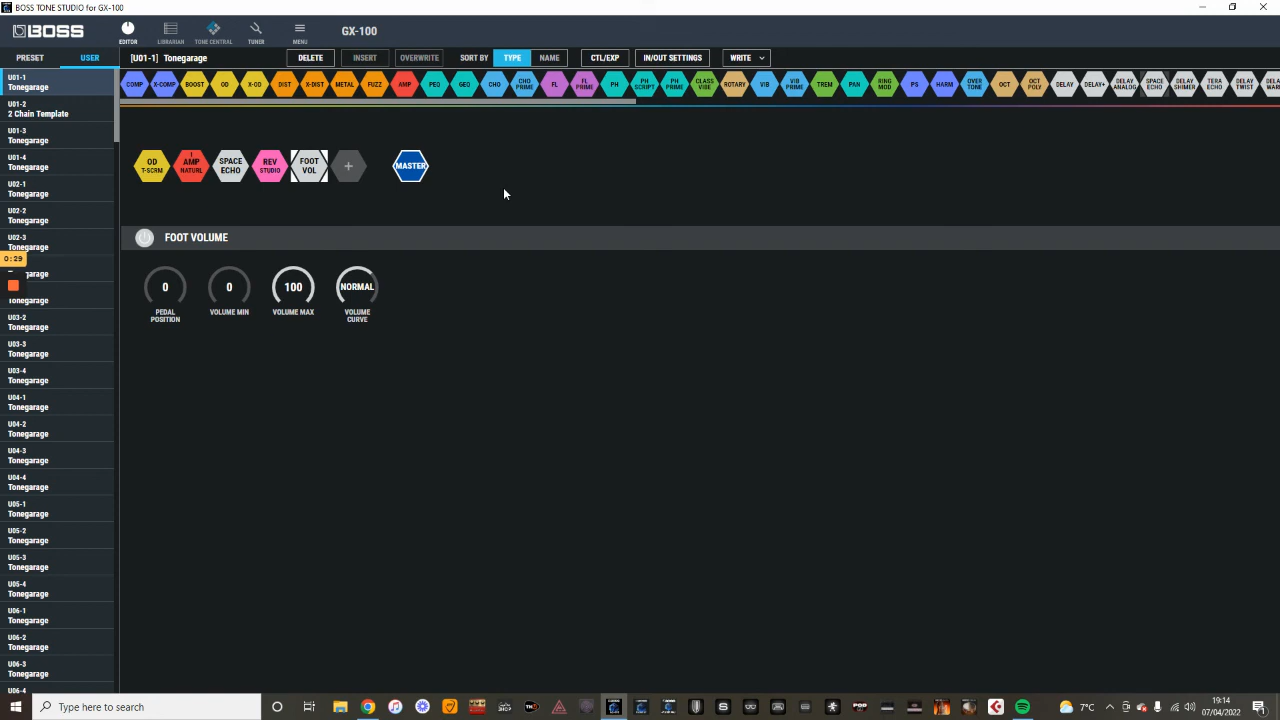 BOSS TONE STUDIO for GX-100
BOSS
EDITOR
LIBRARIAN
TONE CENTRAL
TUNER
MENU
GX-100
PRESET
USER
[U01-1] Tonegarage
DELETE
INSERT
OVERWRITE
SORT BY
TYPE
NAME
CTL/EXP
IN/OUT SETTINGS
WRITE
COMP
X-COMP
BOOST
OD
X-OD
DIST
X-DIST
METAL
FUZZ
AMP
PEQ
GEQ
CHO
CHO PRIME
FL
FL PRIME
PH
PH SCRIPT
PH PRIME
CLASS VIBE
ROTARY
VIB
VIB PRIME
TREM
PAN
RING MOD
PS
HARM
OVER TONE
OCT
OCT POLY
DELAY
DELAY+
DELAY ANALOG
SPACE ECHO
DELAY SHIMER
TERA ECHO
DELAY TWIST
DELAY WAR
U01-1
Tonegarage
U01-2
2 Chain Template
U01-3
Tonegarage
U01-4
Tonegarage
U02-1
Tonegarage
U02-2
Tonegarage
U02-3
Tonegarage
0:29
garage
Tonegarage
U03-2
Tonegarage
U03-3
Tonegarage
U03-4
Tonegarage
U04-1
Tonegarage
U04-2
Tonegarage
U04-3
Tonegarage
U04-4
Tonegarage
U05-1
Tonegarage
U05-2
Tonegarage
U05-3
Tonegarage
U05-4
Tonegarage
U06-1
Tonegarage
U06-2
Tonegarage
U06-3
Tonegarage
U06-4
OD
T-SCRM
I
AMP
NATURL
SPACE
ECHO
REV
STUDIO
FOOT
VOL
+
MASTER
FOOT VOLUME
0
PEDAL
POSITION
0
VOLUME MIN
100
VOLUME MAX
NORMAL
VOLUME
CURVE
Type here to search
7°C
19:14
07/04/2022